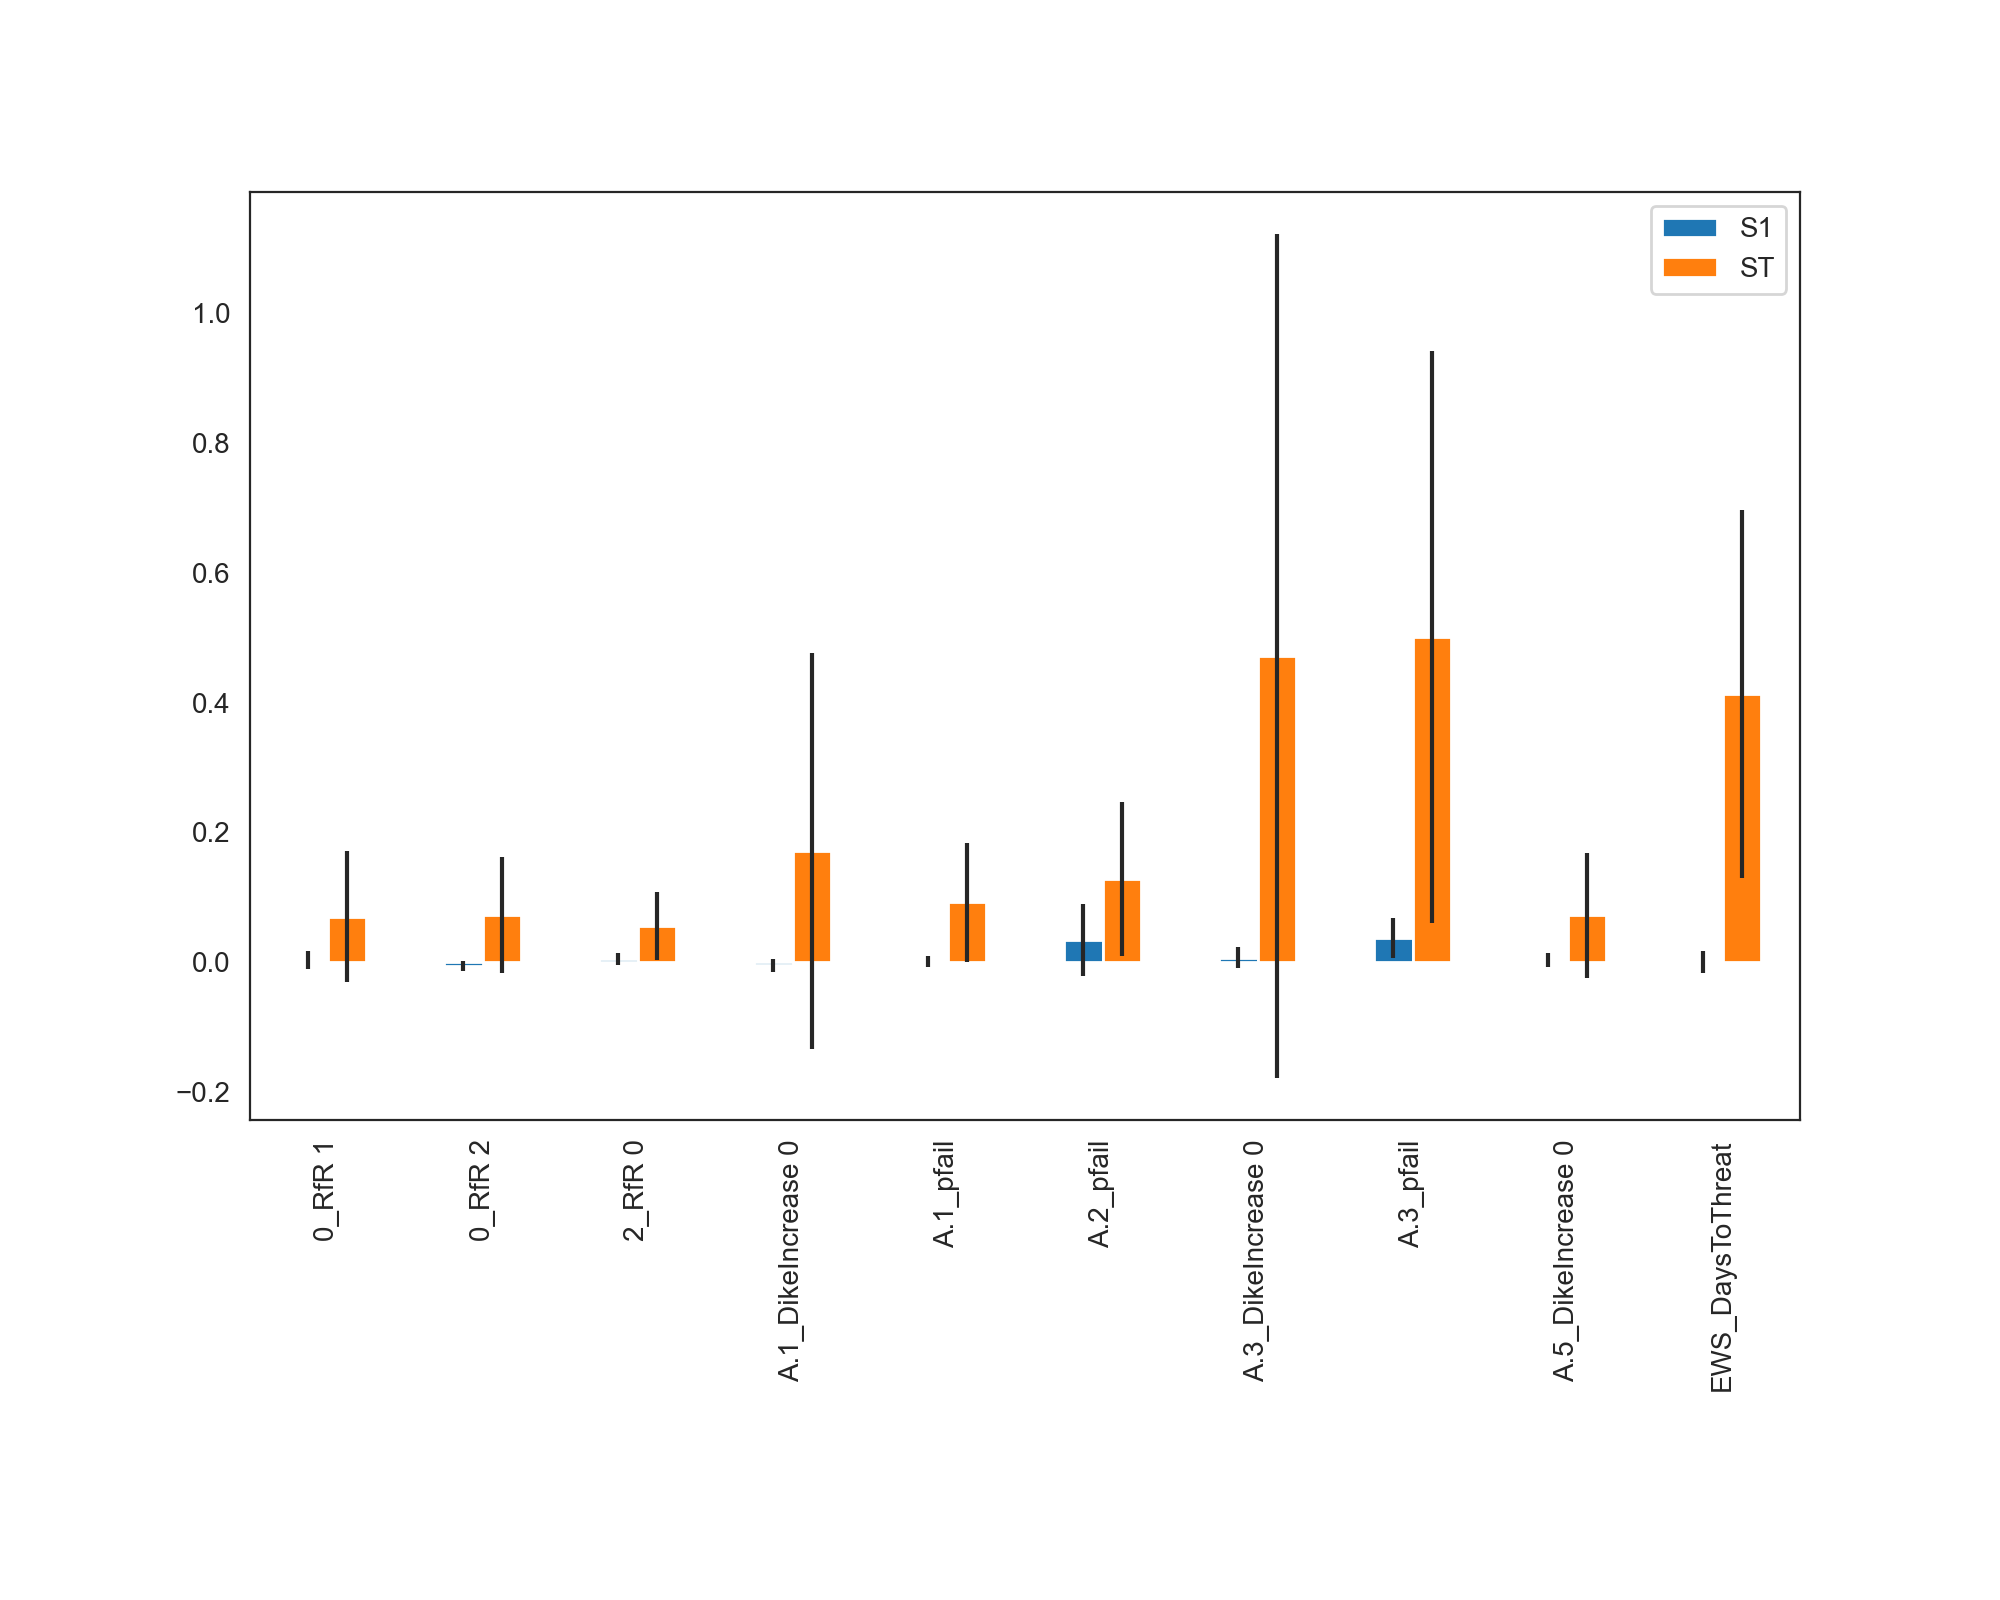 S1
ST
1.0
0.8
0.6
0.4
0.2
0.0
−0.2
0_RfR 1
0_RfR 2
2_RfR 0
A.1_DikeIncrease 0
A.1_pfail
A.2_pfail
A.3_DikeIncrease 0
A.3_pfail
A.5_DikeIncrease 0
EWS_DaysToThreat